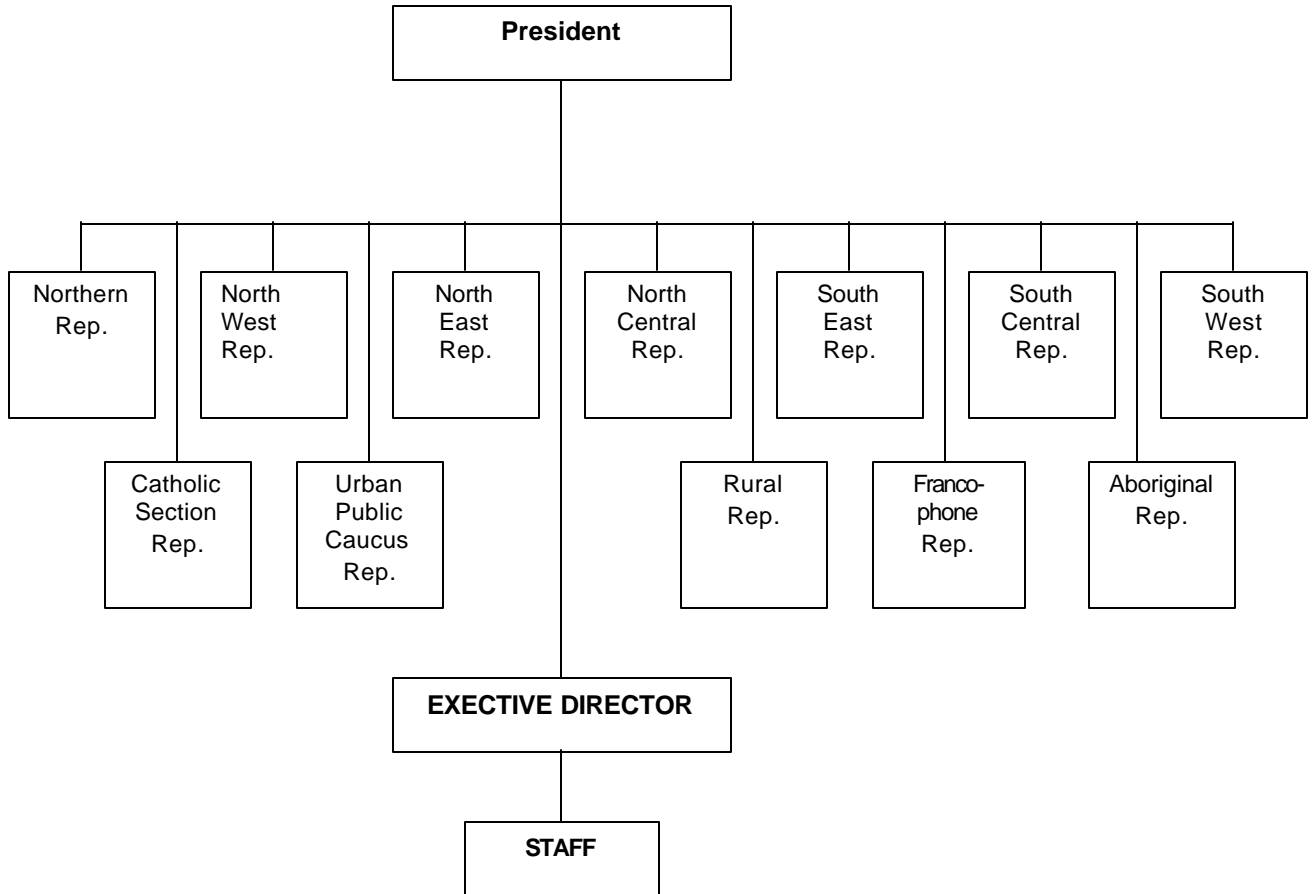 President
Northern
Rep.
North
West
Rep.
North
East
Rep.
North
Central
Rep.
South
East
Rep.
South
Central
Rep.
South
West
Rep.
Catholic
Section
Rep.
Urban
Public
Caucus
Rep.
Rural
Rep.
Franco-
phone
Rep.
Aboriginal
Rep.
EXECTIVE DIRECTOR
STAFF